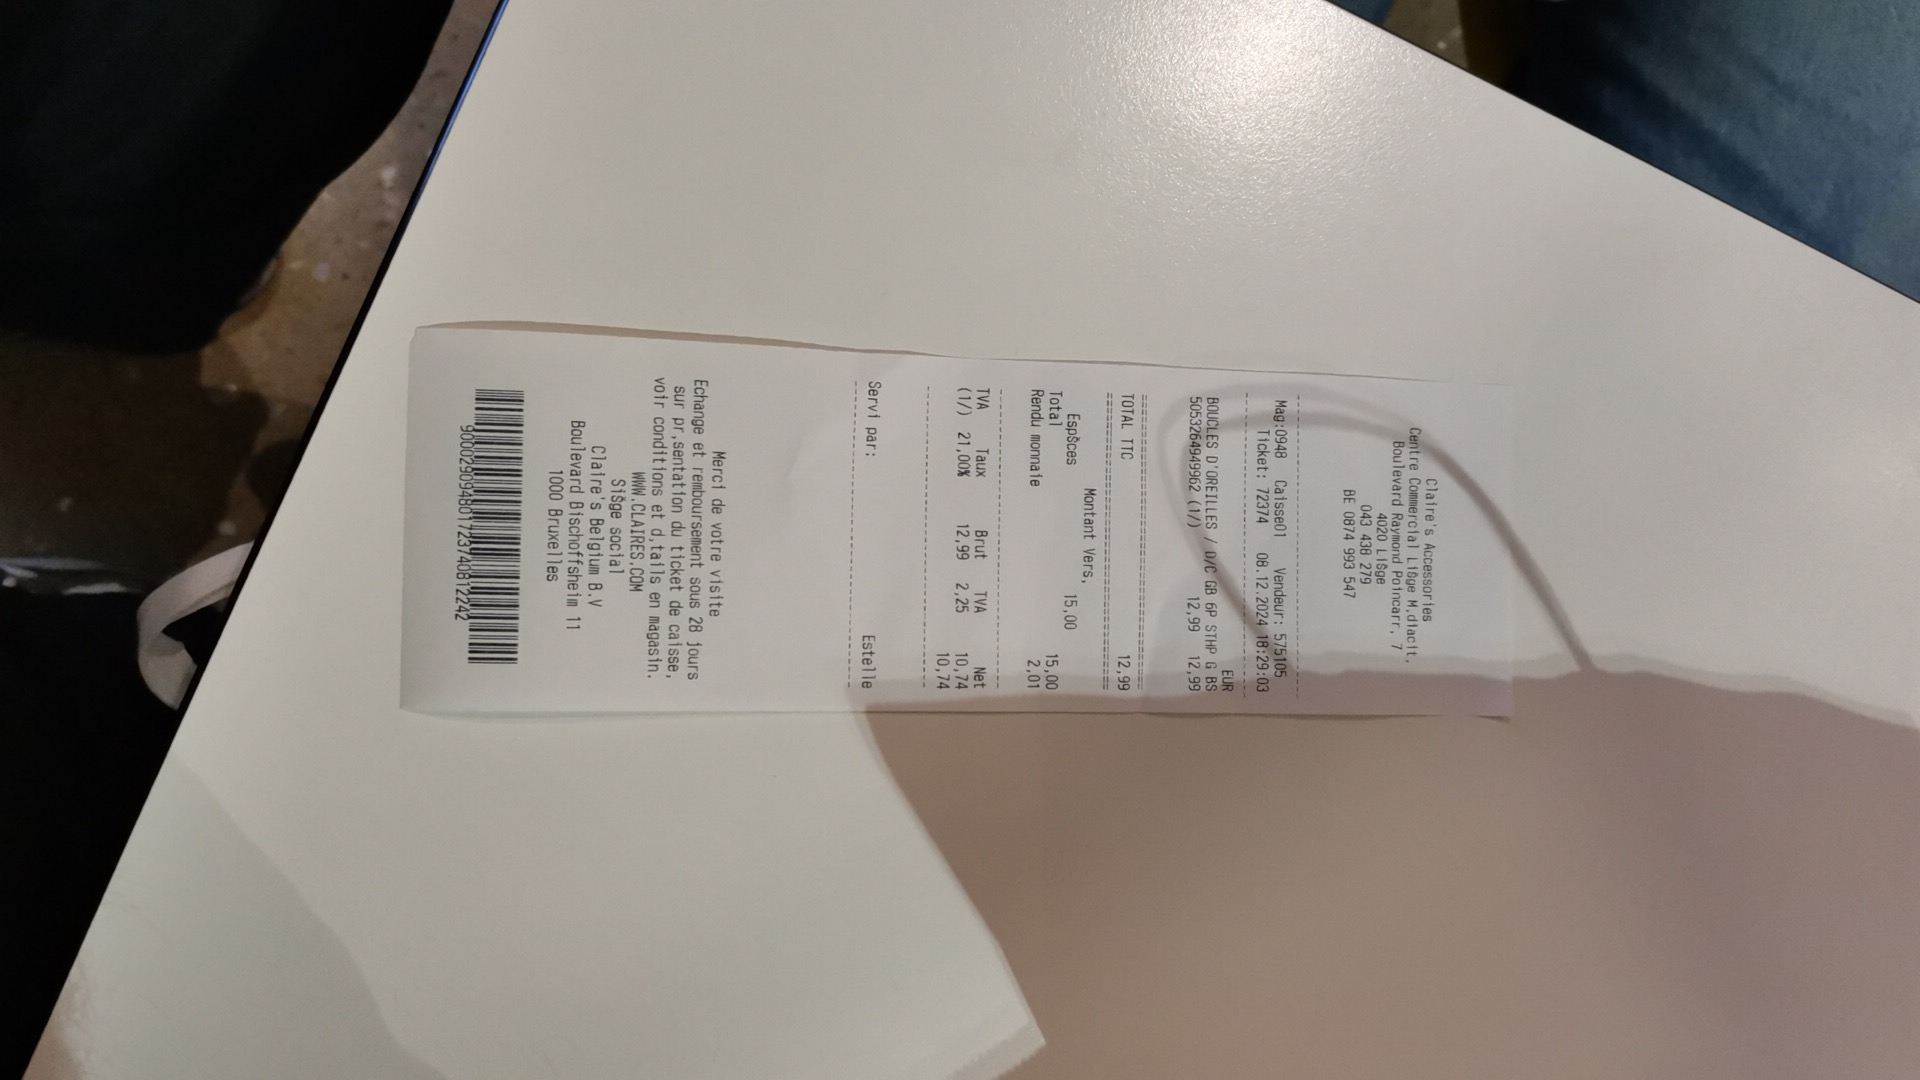 Claire's Accessories
Centre Commercial Li8ge M‚diacit‚
Boulevard Raymond Poincarr‚ 7
4020 Li8ge
043 438 279
BE 0874 993 547
Mag:0948 Caisse01 Vendeur: 575105
Ticket: 72374 08.12.2024 18:29:03
EUR
BOUCLES D'OREILLES / D/C GB 6P STHP G BS
5053264949962 (1/) 12,99 12,99
TOTAL TTC 12,99
Montant Vers‚
Esp8ces 15,00
Total 15,00
Rendu monnaie 2,01
TVA Taux Brut TVA Net
(1/) 21,00% 12,99 2,25 10,74
10,74
Servi par: Estelle
Merci de votre visite
Echange et remboursement sous 28 jours
sur pr‚sentation du ticket de caisse,
voir conditions et d‚tails en magasin.
WWW.CLAIRES.COM
Si8ge social
Claire's Belgium B.V
Boulevard Bischoffsheim 11
1000 Bruxelles
9000290948017237408122242